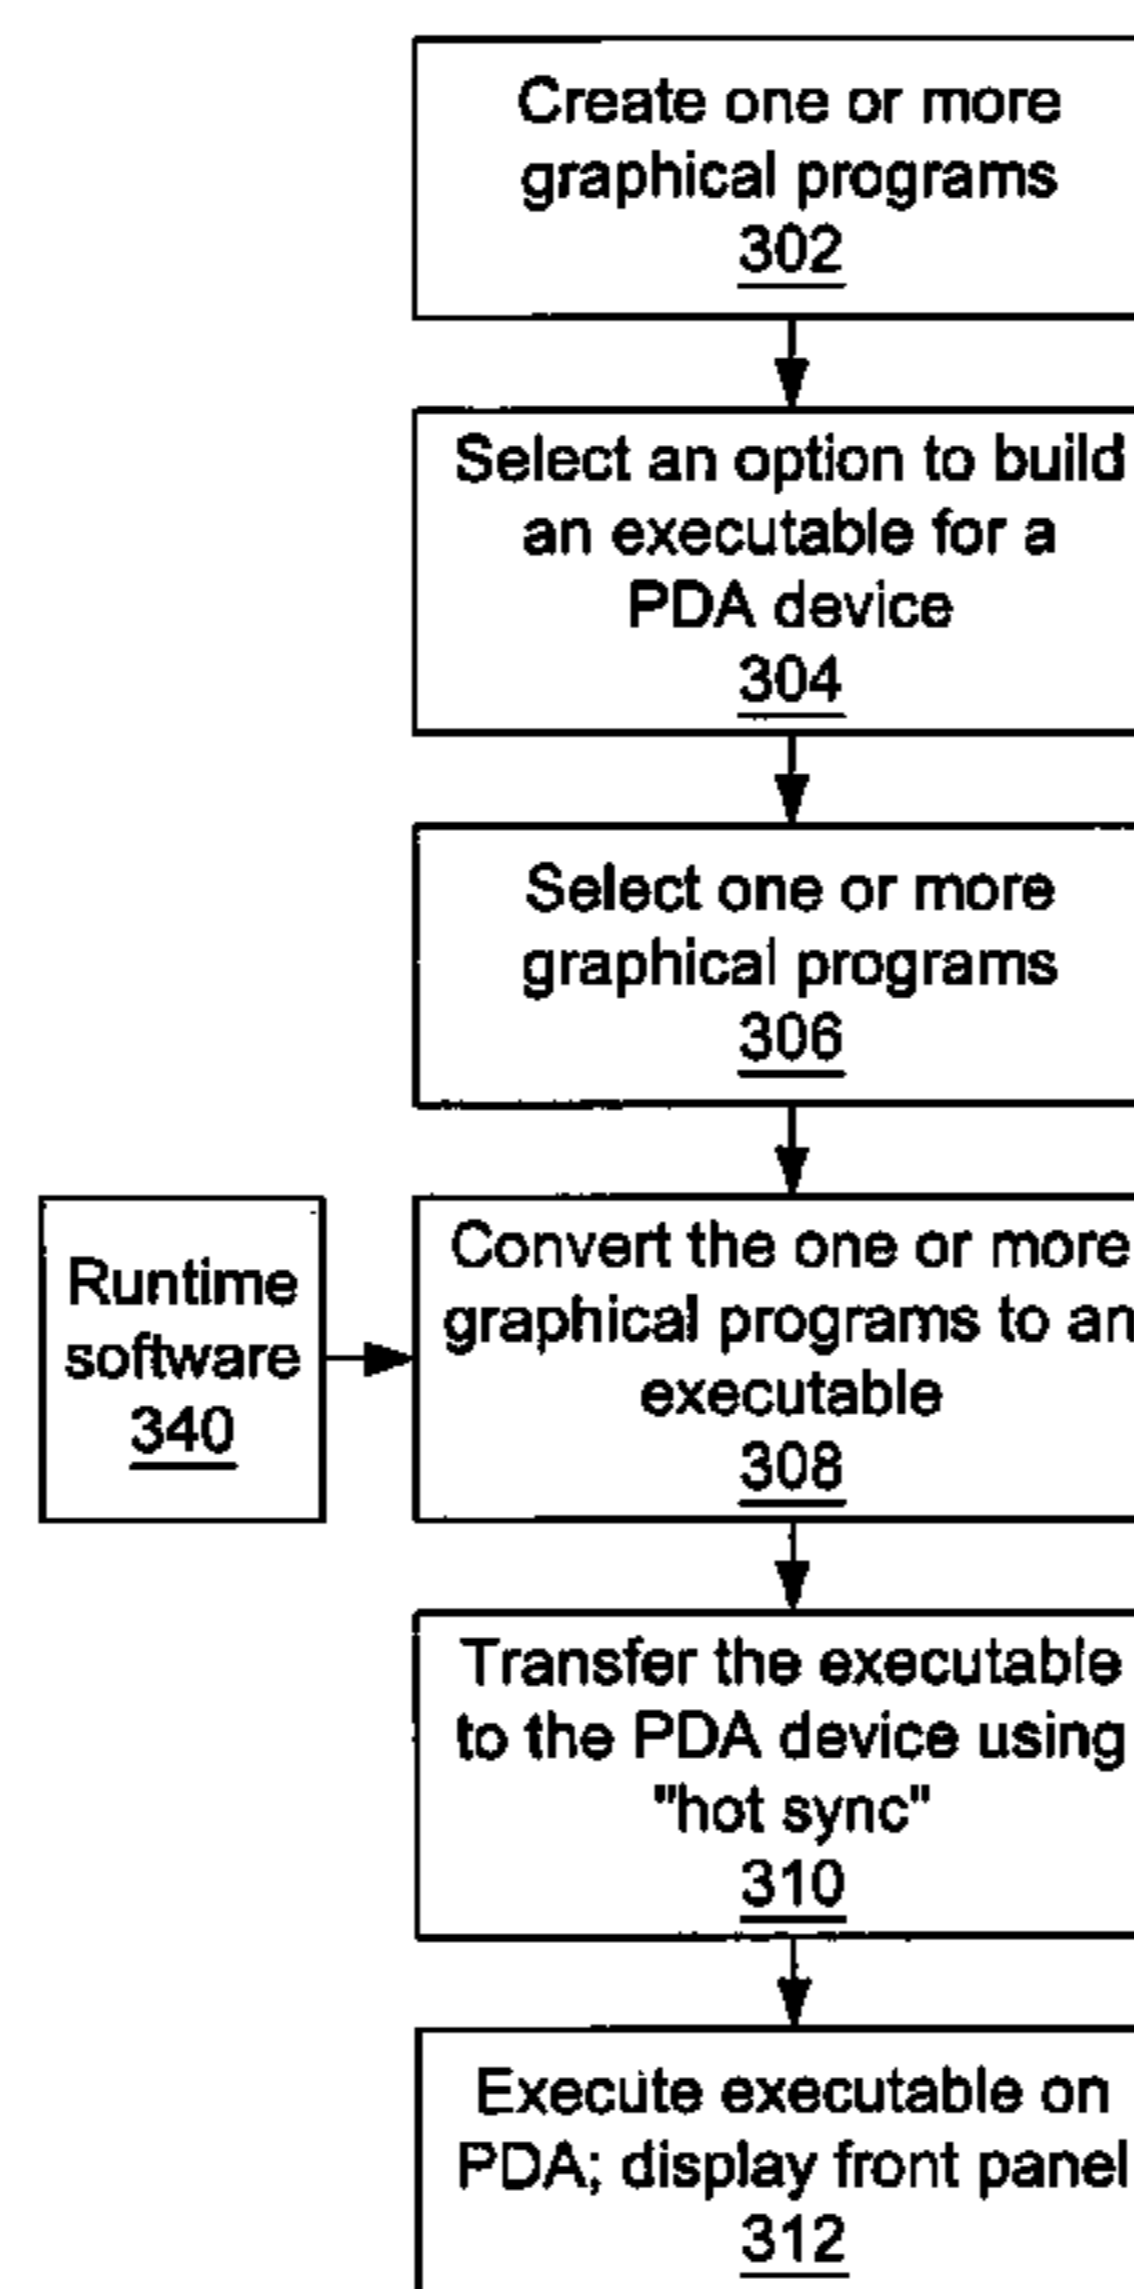 Create one or more
graphical programs
302
Select an option to build
an executable for a
PDA device
304
Select one or more
graphical programs
306
Runtime
software
340
Convert the one or more
graphical programs to an
executable
308
Transfer the executable
to the PDA device using
"hot sync"
310
Execute executable on
PDA; display front panel
312